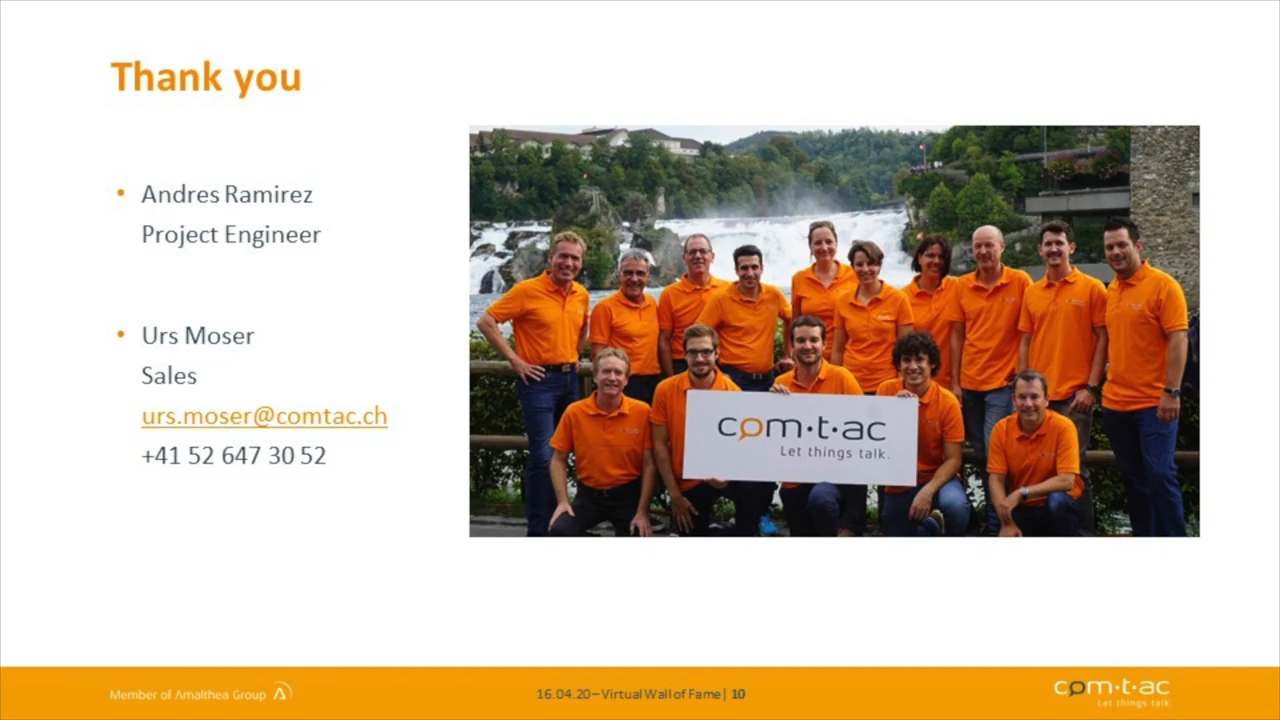 Thank you
• Andres Ramirez
Project Engineer
• Urs Moser
Sales
urs.moser@comtac.ch
+41 52 647 30 52
com·t·ac
Let things talk.
Member of Amalthea Group
16.04.20 – Virtual Wall of Fame | 10
com·t·ac
Let things talk.